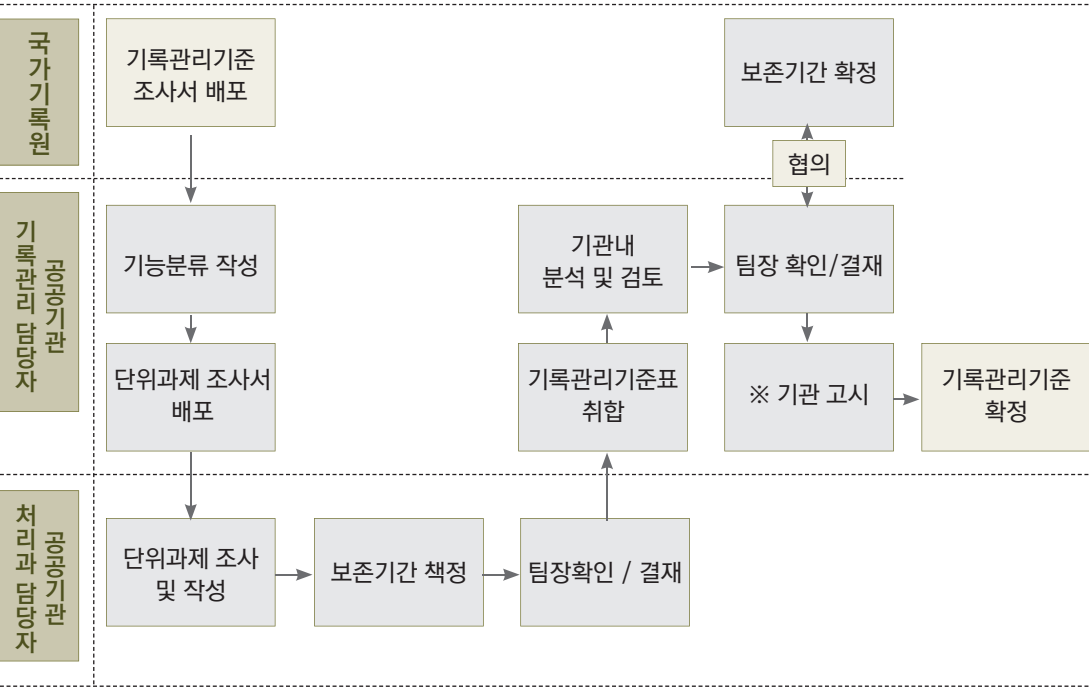 국가기록원
기록관리기준
조사서 배포
보존기간 확정
협의
공공기관
기록관리 담당자
기능분류 작성
기관내
분석 및 검토
팀장 확인/결재
단위과제 조사서
배포
기록관리기준표
취합
※ 기관 고시
기록관리기준
확정
공공기관
처리과 담당자
단위과제 조사
및 작성
보존기간 책정
팀장확인 / 결재